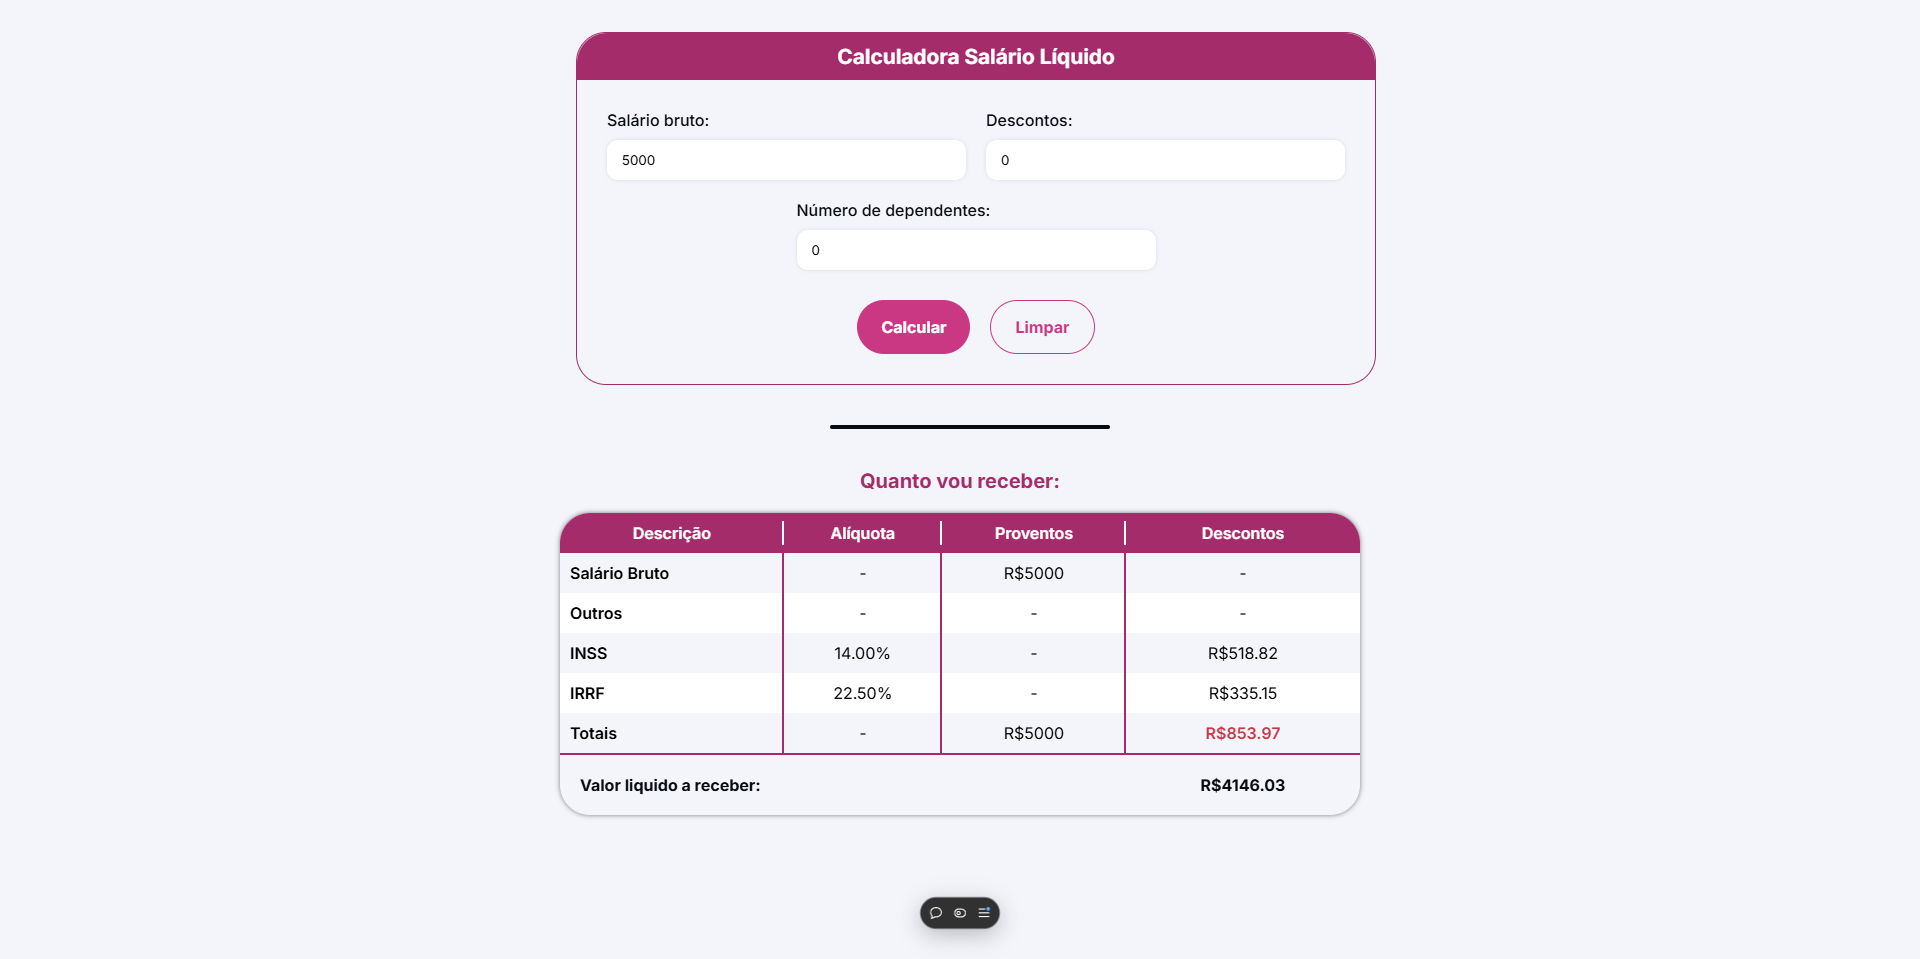 Calculadora Salário Líquido
Salário bruto: Descontos:
5000 0
Número de dependentes:
0
Calcular Limpar
Quanto vou receber:
Descrição Alíquota Proventos Descontos
Salário Bruto - R$5000 -
Outros - - -
INSS 14.00% - R$518.82
IRRF 22.50% - R$335.15
Totais - R$5000 R$853.97
Valor liquido a receber: R$4146.03